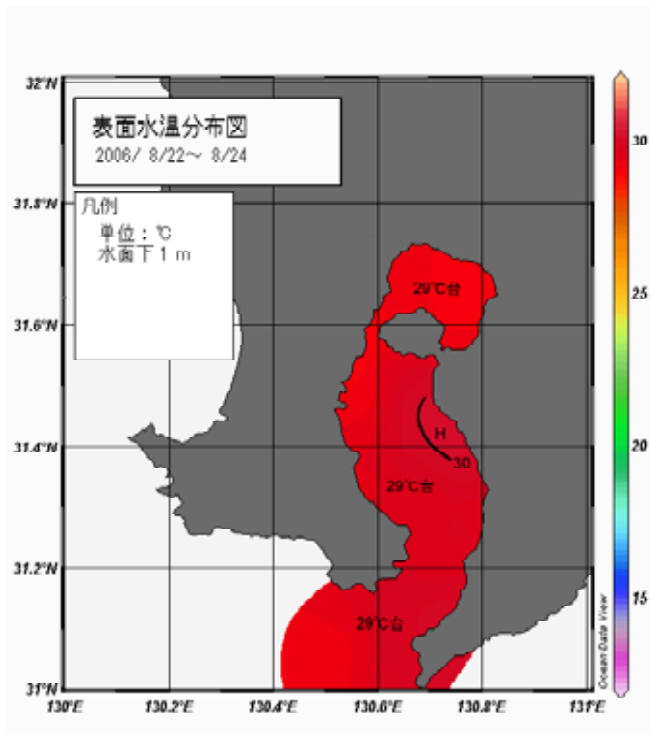 表面水温分布図
2006/ 8/22～ 8/24
凡例
単位：℃
水面下１ｍ
32°N
31.8°N
31.6°N
31.4°N
31.2°N
31°N
130°E
130.2°E
130.4°E
130.6°E
130.8°E
131°E
29℃台
H
30
29℃台
29℃台
30
25
20
15
Ocean Data View